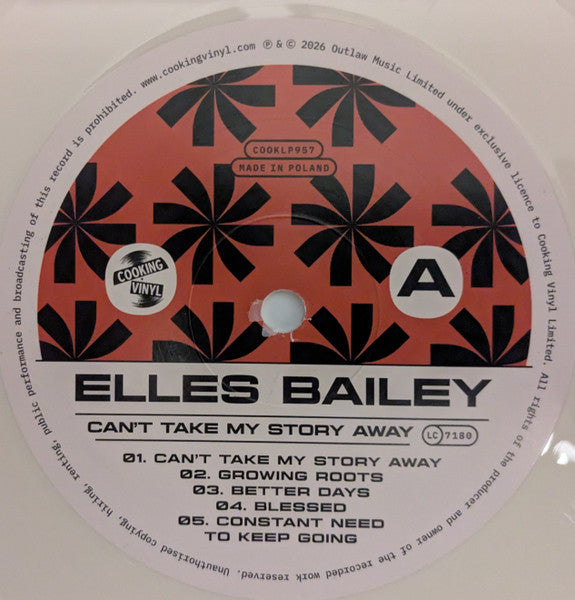 www.cookingvinyl.com ℗ & © 2026 Outlaw Music Limited under exclusive licence to Cooking Vinyl Limited. All rights of the producer and owner of the recorded work reserved. Unauthorised copying, hiring, renting, public performance and broadcasting of this record is prohibited.
COOKLP957
MADE IN POLAND
COOKING
VINYL
A
ELLES BAILEY
CAN'T TAKE MY STORY AWAY LC 7180
01. CAN'T TAKE MY STORY AWAY
02. GROWING ROOTS
03. BETTER DAYS
04. BLESSED
05. CONSTANT NEED
TO KEEP GOING